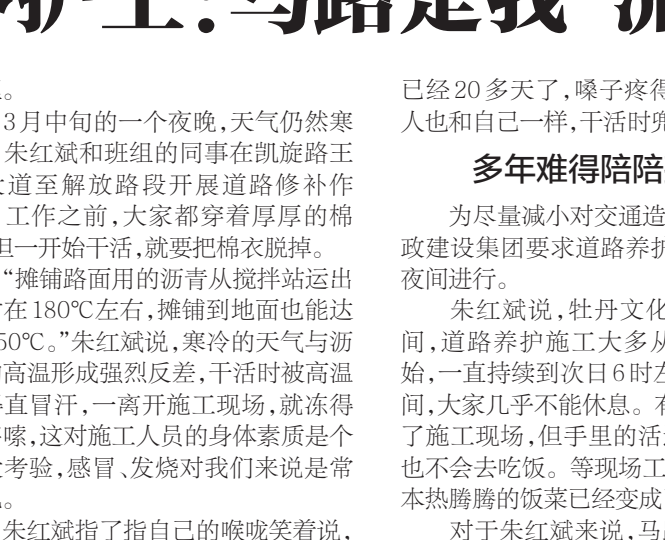 护士：马路是我“派
。
3月中旬的一个夜晚，天气仍然寒
朱红斌和班组的同事在凯旋路王
大道至解放路段开展道路修补作
工作之前，大家都穿着厚厚的棉
但一开始干活，就要把棉衣脱掉。
“摊铺路面用的沥青从搅拌站运出
在180℃左右，摊铺到地面也能达
50℃。”朱红斌说，寒冷的天气与沥
的高温形成强烈反差，干活时被高温
直冒汗，一离开施工现场，就冻得
嗦，这对施工人员的身体素质是个
考验，感冒、发烧对我们来说是常
。
朱红斌指了指自己的喉咙笑着说，
已经20多天了，嗓子疼得
人也和自己一样，干活时兜
多年难得陪陪
为尽量减小对交通造
政建设集团要求道路养护
夜间进行。
朱红斌说，牡丹文化
间，道路养护施工大多从
始，一直持续到次日6时左
间，大家几乎不能休息。有
了施工现场，但手里的活
也不会去吃饭。等现场工
本热腾腾的饭菜已经变成
对于朱红斌来说，马